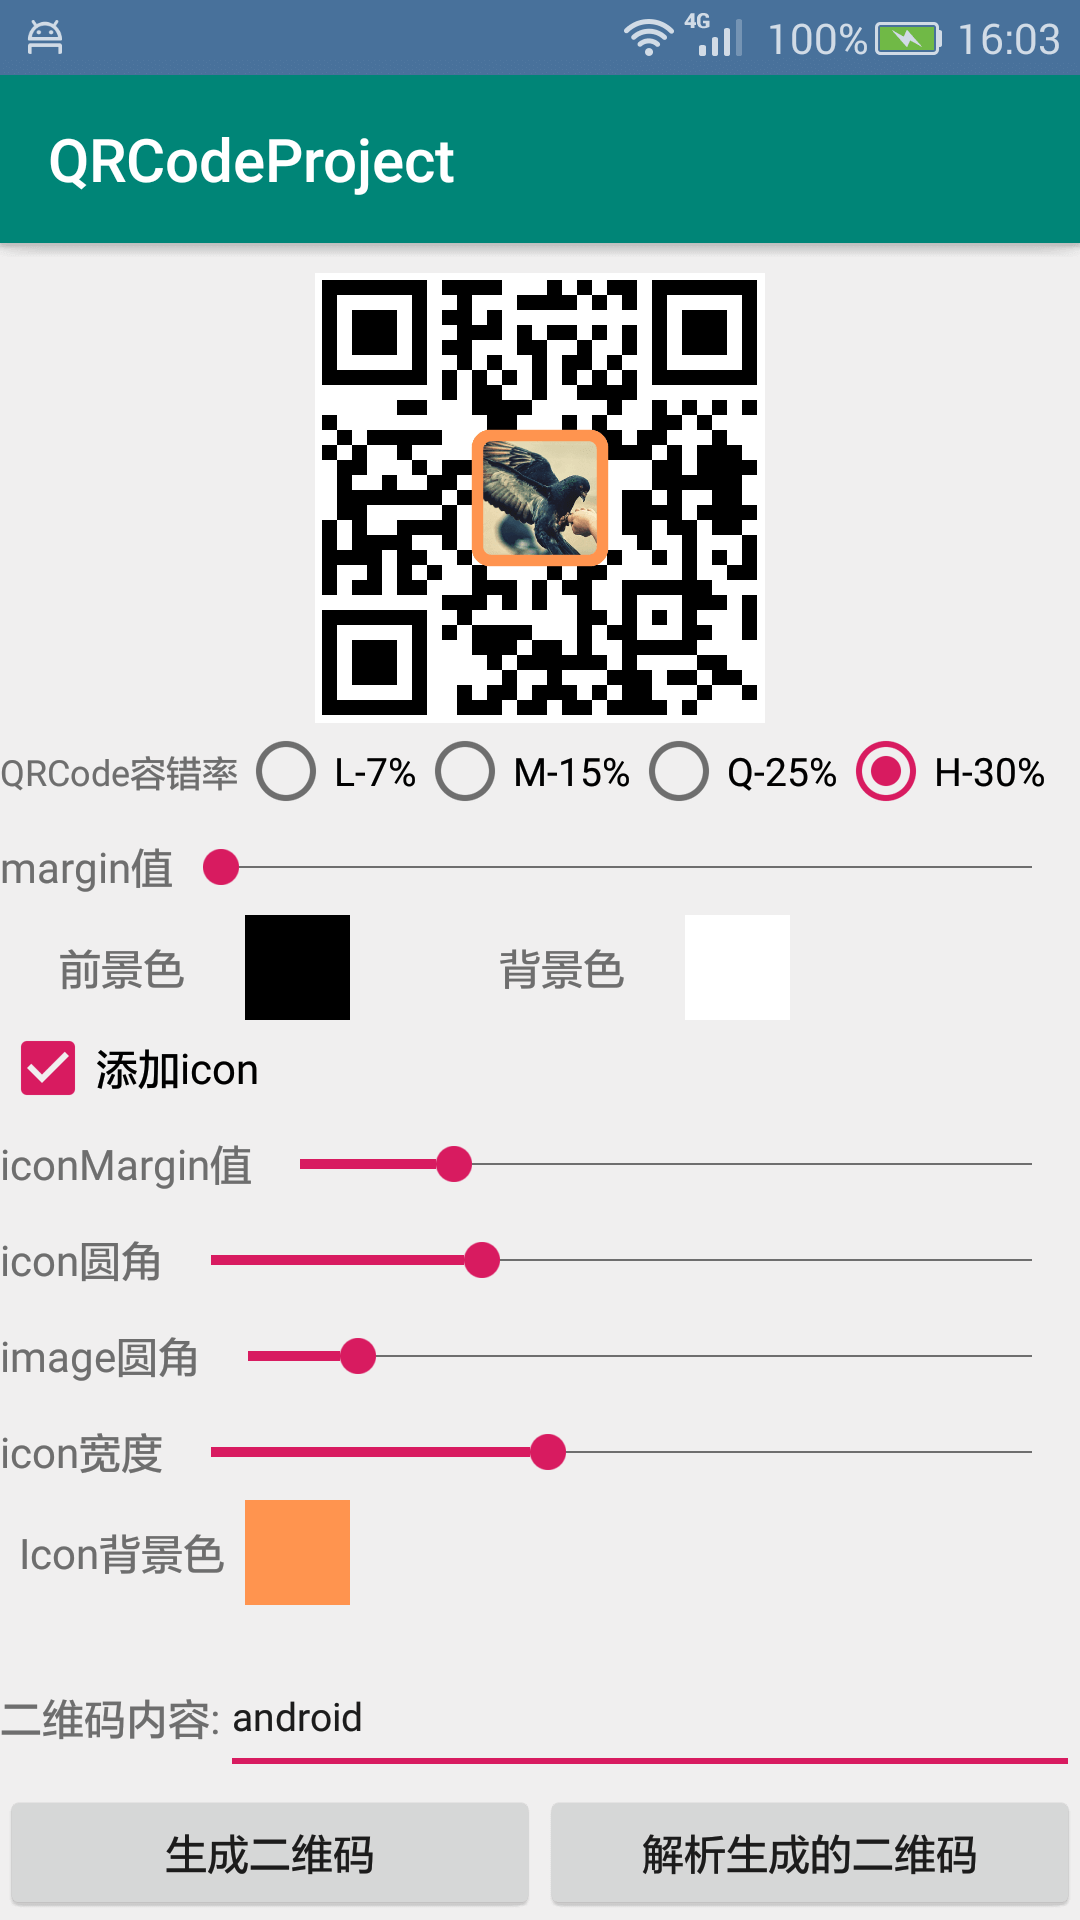 4G 100% 16:03
QRCodeProject
QRCode容错率 L-7% M-15% Q-25% H-30%
margin值
前景色 背景色
添加icon
iconMargin值
icon圆角
image圆角
icon宽度
Icon背景色
二维码内容: android
生成二维码 解析生成的二维码